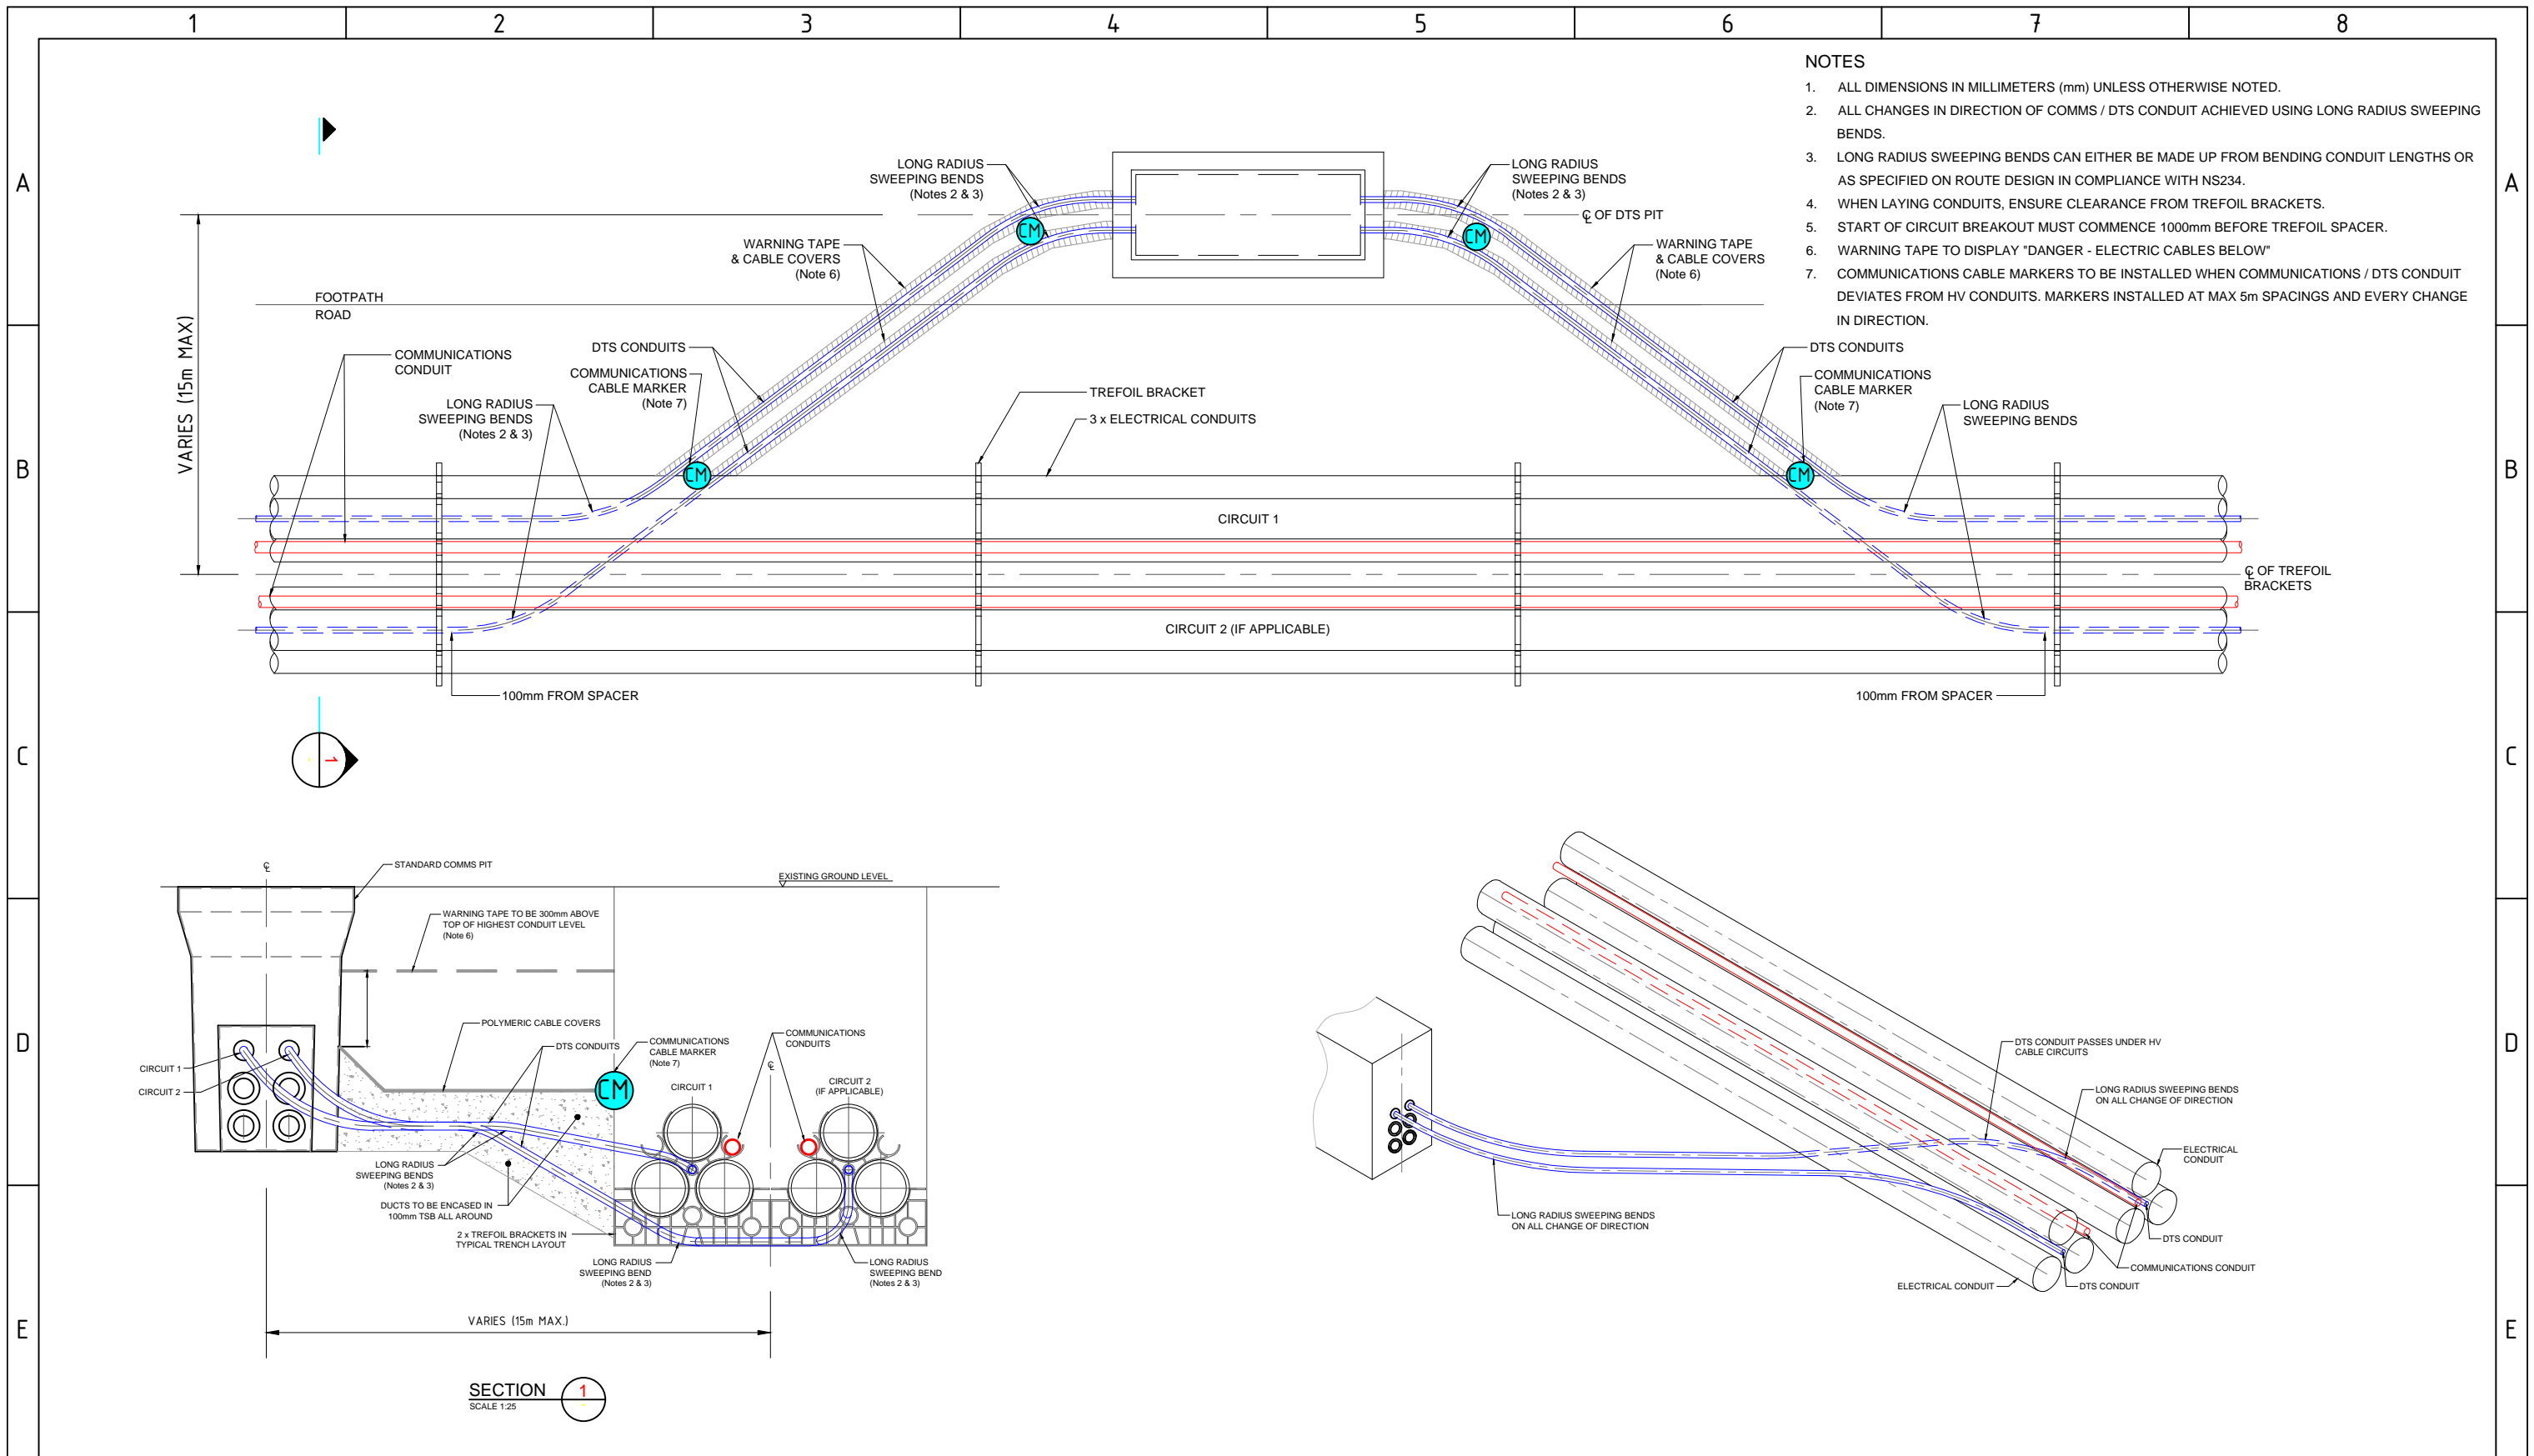 1 2 3 4 5 6 7 8
A
B
C
D
E
A
B
C
D
E
NOTES
1. ALL DIMENSIONS IN MILLIMETERS (mm) UNLESS OTHERWISE NOTED.
2. ALL CHANGES IN DIRECTION OF COMMS / DTS CONDUIT ACHIEVED USING LONG RADIUS SWEEPING
BENDS.
3. LONG RADIUS SWEEPING BENDS CAN EITHER BE MADE UP FROM BENDING CONDUIT LENGTHS OR
AS SPECIFIED ON ROUTE DESIGN IN COMPLIANCE WITH NS234.
4. WHEN LAYING CONDUITS, ENSURE CLEARANCE FROM TREFOIL BRACKETS.
5. START OF CIRCUIT BREAKOUT MUST COMMENCE 1000mm BEFORE TREFOIL SPACER.
6. WARNING TAPE TO DISPLAY "DANGER - ELECTRIC CABLES BELOW"
7. COMMUNICATIONS CABLE MARKERS TO BE INSTALLED WHEN COMMUNICATIONS / DTS CONDUIT
DEVIATES FROM HV CONDUITS. MARKERS INSTALLED AT MAX 5m SPACINGS AND EVERY CHANGE
IN DIRECTION.
LONG RADIUS
SWEEPING BENDS
(Notes 2 & 3)
LONG RADIUS
SWEEPING BENDS
(Notes 2 & 3)
CM
CM
℄ OF DTS PIT
WARNING TAPE
& CABLE COVERS
(Note 6)
WARNING TAPE
& CABLE COVERS
(Note 6)
FOOTPATH
ROAD
VARIES (15m MAX)
COMMUNICATIONS
CONDUIT
DTS CONDUITS
COMMUNICATIONS
CABLE MARKER
(Note 7)
LONG RADIUS
SWEEPING BENDS
(Notes 2 & 3)
TREFOIL BRACKET
3 x ELECTRICAL CONDUITS
DTS CONDUITS
COMMUNICATIONS
CABLE MARKER
(Note 7)
LONG RADIUS
SWEEPING BENDS
CM
CM
CIRCUIT 1
℄ OF TREFOIL
BRACKETS
CIRCUIT 2 (IF APPLICABLE)
100mm FROM SPACER
100mm FROM SPACER
1
℄
STANDARD COMMS PIT
EXISTING GROUND LEVEL
WARNING TAPE TO BE 300mm ABOVE
TOP OF HIGHEST CONDUIT LEVEL
(Note 6)
POLYMERIC CABLE COVERS
DTS CONDUITS
COMMUNICATIONS
CABLE MARKER
(Note 7)
COMMUNICATIONS
CONDUITS
℄
CIRCUIT 1
CIRCUIT 2
CM
CIRCUIT 1
CIRCUIT 2
(IF APPLICABLE)
LONG RADIUS
SWEEPING BENDS
(Notes 2 & 3)
DUCTS TO BE ENCASED IN
100mm TSB ALL AROUND
2 x TREFOIL BRACKETS IN
TYPICAL TRENCH LAYOUT
LONG RADIUS
SWEEPING BEND
(Notes 2 & 3)
LONG RADIUS
SWEEPING BEND
(Notes 2 & 3)
VARIES (15m MAX.)
SECTION 1
SCALE 1:25
DTS CONDUIT PASSES UNDER HV
CABLE CIRCUITS
LONG RADIUS SWEEPING BENDS
ON ALL CHANGE OF DIRECTION
ELECTRICAL
CONDUIT
LONG RADIUS SWEEPING BENDS
ON ALL CHANGE OF DIRECTION
DTS CONDUIT
COMMUNICATIONS CONDUIT
ELECTRICAL CONDUIT
DTS CONDUIT